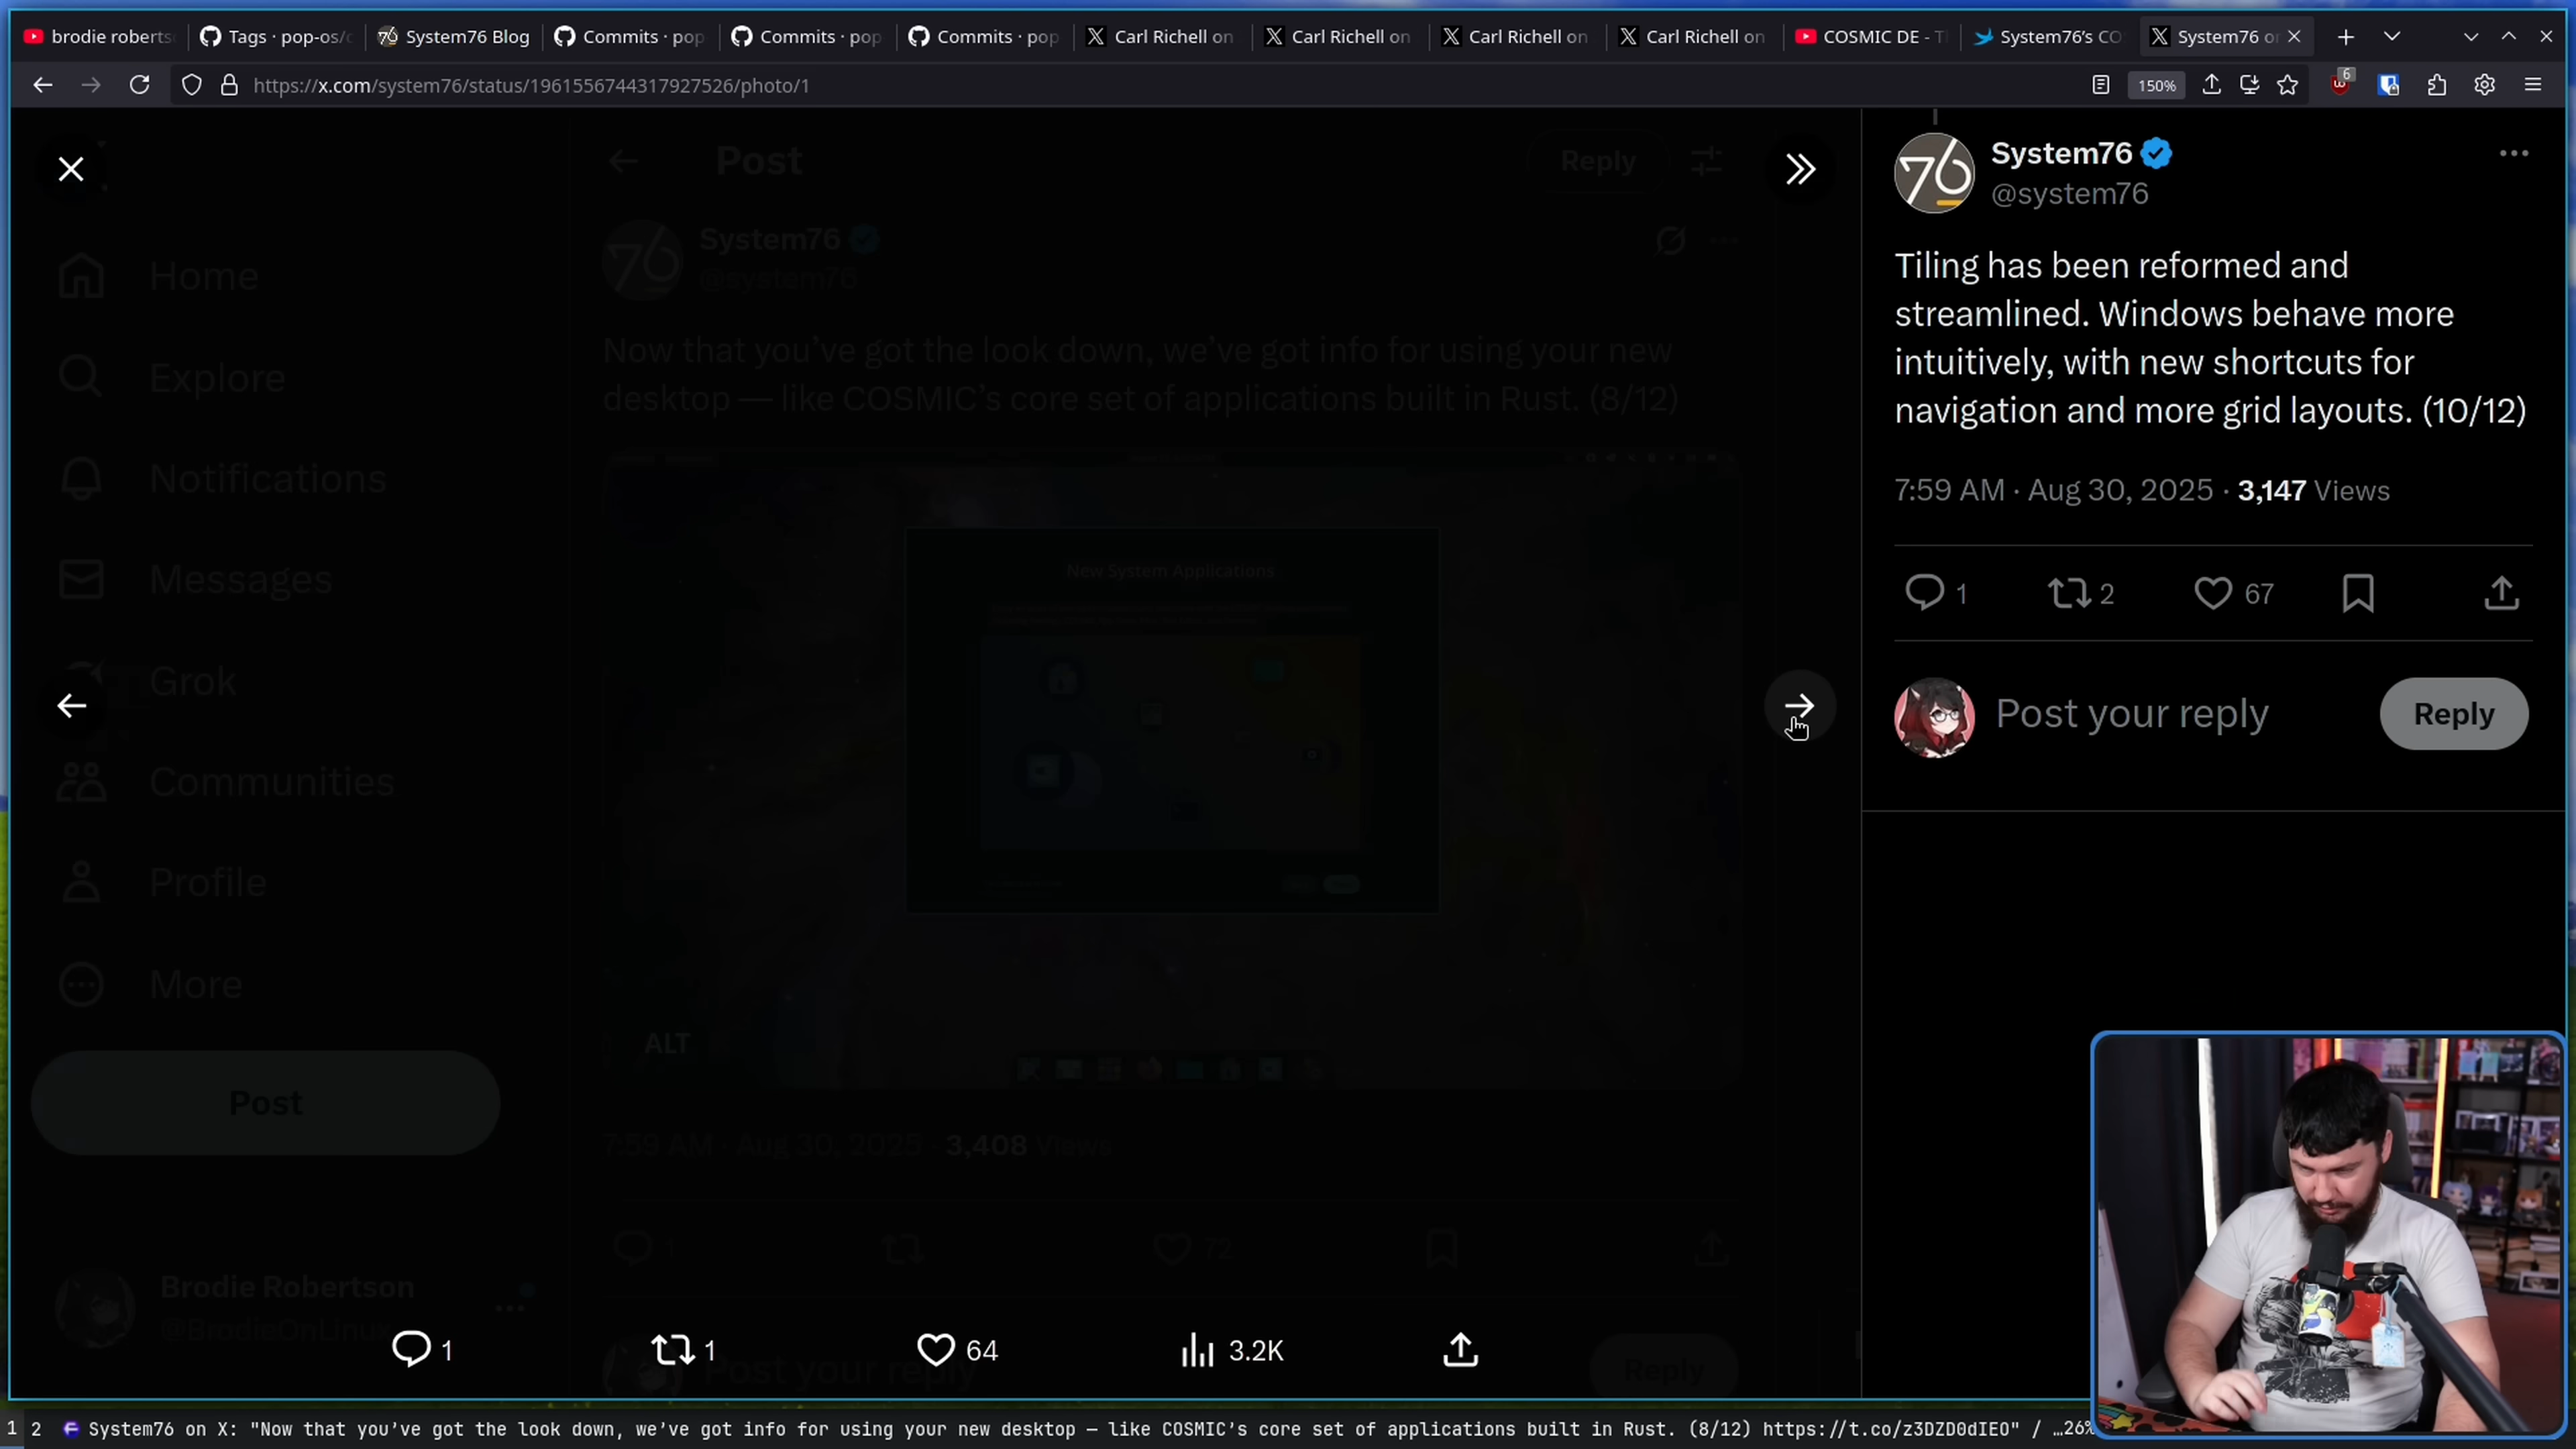 brodie roberts
Tags · pop-os/c
System76 Blog
Commits · pop
Commits · pop
Commits · pop
Carl Richell on
Carl Richell on
Carl Richell on
Carl Richell on
COSMIC DE - T
System76's CO
System76 o
https://x.com/system76/status/1961556744317927526/photo/1
150%
6
Home
Explore
Notifications
Messages
Grok
Communities
Profile
More
Post
Brodie Robertson
@BrodieOnLinux
Post
Reply
System76
@system76
Now that you've got the look down, we've got info for using your new
desktop — like COSMIC's core set of applications built in Rust. (8/12)
New System Applications
ALT
7:59 AM · Aug 30, 2025 · 3,408 Views
72
Post your reply
Reply
1
1
64
3.2K
System76
@system76
Tiling has been reformed and
streamlined. Windows behave more
intuitively, with new shortcuts for
navigation and more grid layouts. (10/12)
7:59 AM · Aug 30, 2025 · 3,147 Views
1
2
67
Post your reply
Reply
1 2 System76 on X: "Now that you've got the look down, we've got info for using your new desktop — like COSMIC's core set of applications built in Rust. (8/12) https://t.co/z3DZD0dIEO" / …26%